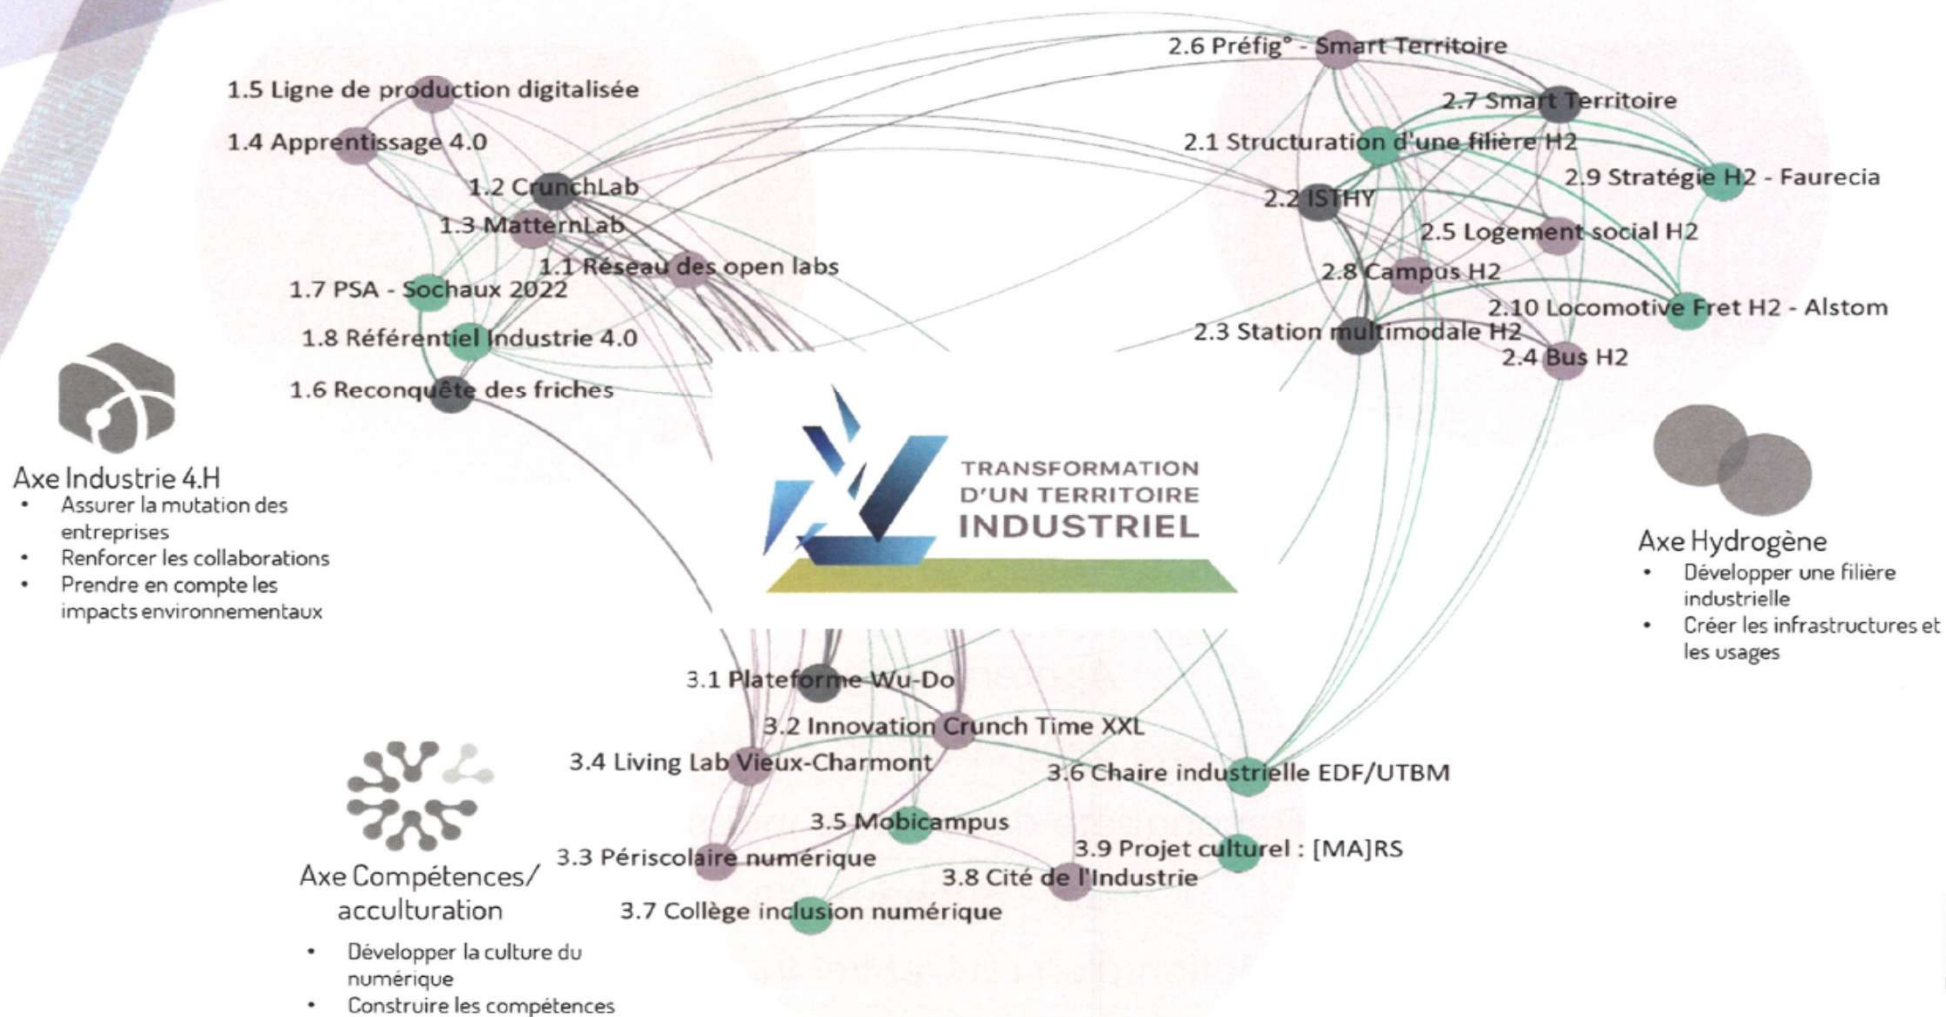 1.5 Ligne de production digitalisée
1.4 Apprentissage 4.0
1.2 CrunchLab
1.3 MatternLab
1.1 Réseau des open labs
1.7 PSA - Sochaux 2022
1.8 Référentiel Industrie 4.0
1.6 Reconquête des friches
Axe Industrie 4.H
• Assurer la mutation des
entreprises
• Renforcer les collaborations
• Prendre en compte les
impacts environnementaux
2.6 Préfig° - Smart Territoire
2.7 Smart Territoire
2.1 Structuration d'une filière H2
2.9 Stratégie H2 - Faurecia
2.2 ISTHY
2.5 Logement social H2
2.8 Campus H2
2.10 Locomotive Fret H2 - Alstom
2.3 Station multimodale H2
2.4 Bus H2
Axe Hydrogène
• Développer une filière
industrielle
• Créer les infrastructures et
les usages
TRANSFORMATION
D'UN TERRITOIRE
INDUSTRIEL
3.1 Plateforme Wu-Do
3.2 Innovation Crunch Time XXL
3.4 Living Lab Vieux-Charmont
3.6 Chaire industrielle EDF/UTBM
3.5 Mobicampus
3.9 Projet culturel : [MA]RS
3.3 Périscolaire numérique
3.8 Cité de l'Industrie
3.7 Collège inclusion numérique
Axe Compétences/
acculturation
• Développer la culture du
numérique
• Construire les compétences